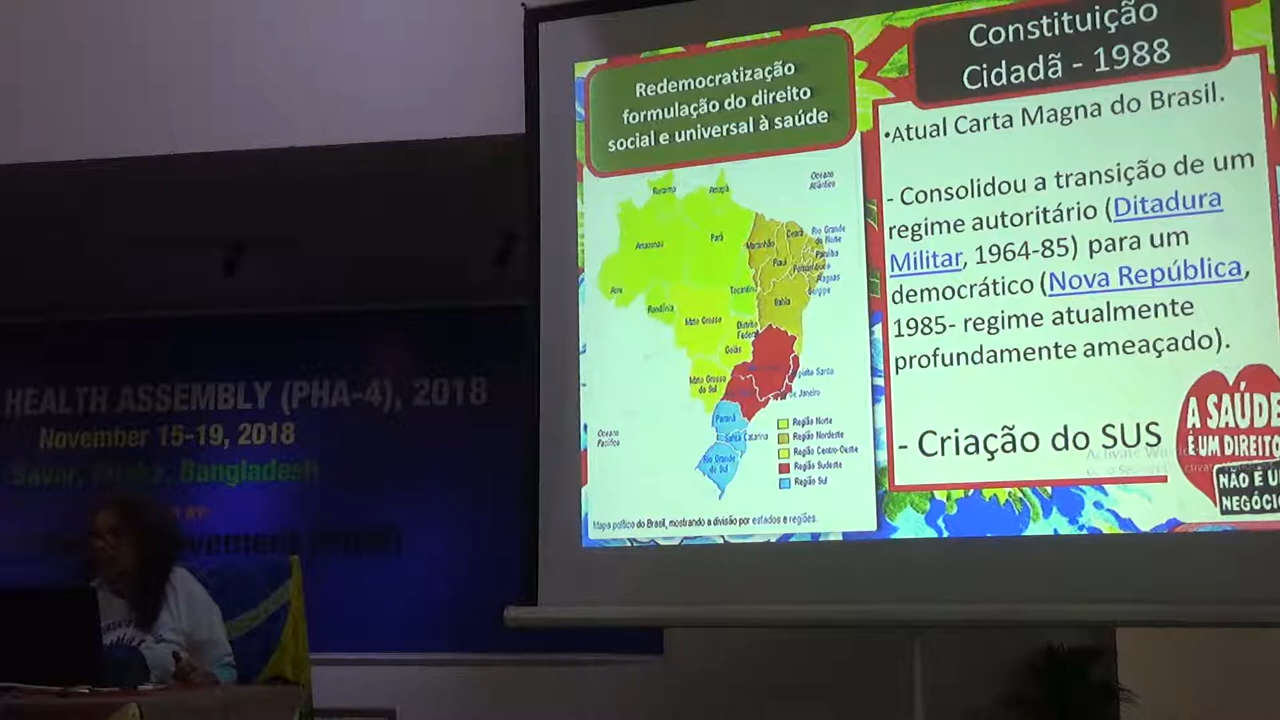 Redemocratização
formulação do direito
social e universal à saúde
Constituição
Cidadã - 1988
•Atual Carta Magna do Brasil.
- Consolidou a transição de um
regime autoritário (Ditadura
Militar, 1964-85) para um
democrático (Nova República,
1985- regime atualmente
profundamente ameaçado).
- Criação do SUS
A SAÚDE
É UM DIREITO
NÃO É U
NEGÓCI
Roraima
Amapá
Oceano
Atlântico
Amazonas
Pará
Maranhão
Ceará
Rio Grande
do Norte
Paraíba
Piauí
Pernambuco
Alagoas
Sergipe
Acre
Tocantins
Bahia
Rondônia
Mato Grosso
Distrito
Federal
Goiás
Mato Grosso
do Sul
Santo
de Janeiro
Paraná
Santa Catarina
Rio Grande
do Sul
Oceano
Pacífico
Região Norte
Região Nordeste
Região Centro-Oeste
Região Sudeste
Região Sul
Mapa político do Brasil, mostrando a divisão por estados e regiões.
HEALTH ASSEMBLY (PHA-4), 2018
November 15-19, 2018
Savar, Dhaka, Bangladesh